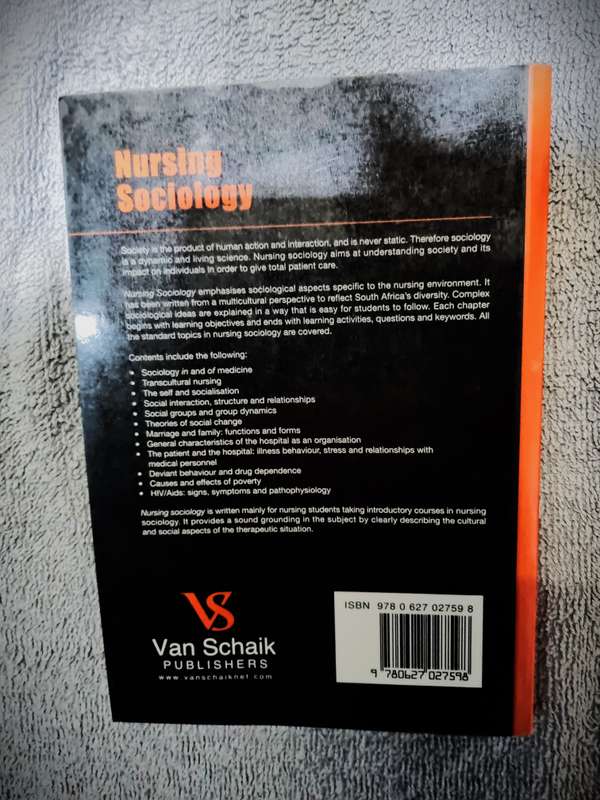 Nursing
Sociology
Society is the product of human action and interaction, and is never static. Therefore sociology
is a dynamic and living science. Nursing sociology aims at understanding society and its
impact on individuals in order to give total patient care.
Nursing Sociology emphasises sociological aspects specific to the nursing environment. It
has been written from a multicultural perspective to reflect South Africa's diversity. Complex
sociological ideas are explained in a way that is easy for students to follow. Each chapter
begins with learning objectives and ends with learning activities, questions and keywords. All
the standard topics in nursing sociology are covered.
Contents include the following:
• Sociology in and of medicine
• Transcultural nursing
• The self and socialisation
• Social interaction, structure and relationships
• Social groups and group dynamics
• Theories of social change
• Marriage and family: functions and forms
• General characteristics of the hospital as an organisation
• The patient and the hospital: illness behaviour, stress and relationships with
medical personnel
• Deviant behaviour and drug dependence
• Causes and effects of poverty
• HIV/Aids: signs, symptoms and pathophysiology
Nursing sociology is written mainly for nursing students taking introductory courses in nursing
sociology. It provides a sound grounding in the subject by clearly describing the cultural
and social aspects of the therapeutic situation.
VS
Van Schaik
PUBLISHERS
www.vanschaiknet.com
ISBN 978 0 627 02759 8
9 780627 027598